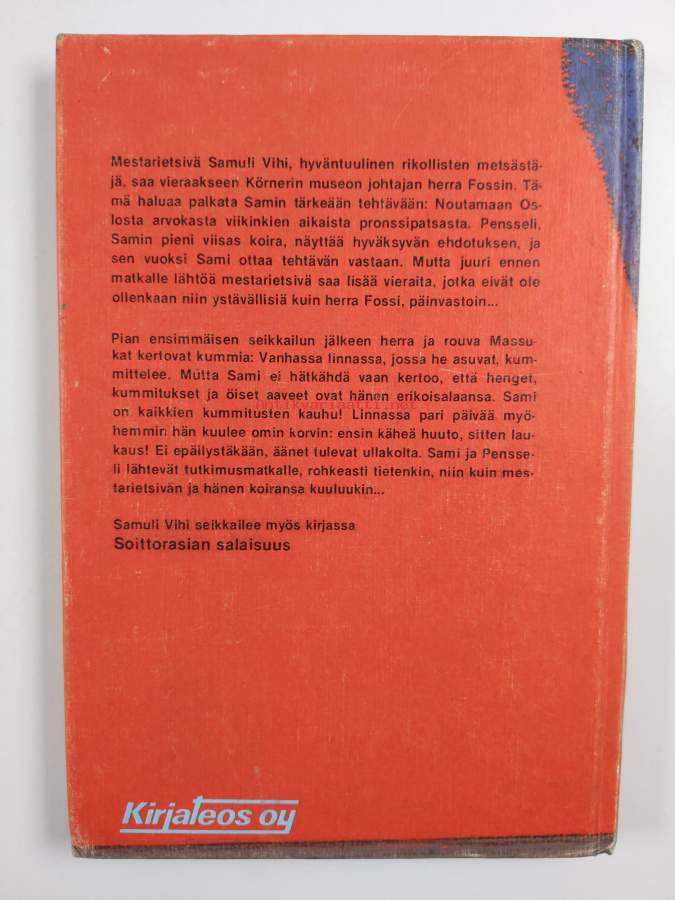 Mestarietsivä Samuli Vihi, hyväntuulinen rikollisten metsästä-
jä, saa vieraakseen Körnerin museon johtajan herra Fossin. Tä-
mä haluaa palkata Samin tärkeään tehtävään: Noutamaan Os-
losta arvokasta viikinkien aikaista pronssipatsasta. Pensseli,
Samin pieni viisas koira, näyttää hyväksyvän ehdotuksen, ja
sen vuoksi Sami ottaa tehtävän vastaan. Mutta juuri ennen
matkalle lähtöä mestarietsivä saa lisää vieraita, jotka eivät ole
ollenkaan niin ystävällisiä kuin herra Fossi, päinvastoin...
Pian ensimmäisen seikkailun jälkeen herra ja rouva Massu-
kat kertovat kummia: Vanhassa linnassa, jossa he asuvat, kum-
mittelee. Mutta Sami ei hätkähdä vaan kertoo, että henget,
kummitukset ja öiset aaveet ovat hänen erikoisalaansa. Sami
Antikvariaatti.net
on kaikkien kummitusten kauhu! Linnassa pari päivää myö-
hemmin hän kuulee omin korvin: ensin käheä huuto, sitten lau-
kaus! Ei epäilystäkään, äänet tulevat ullakolta. Sami ja Pensse-
li lähtevät tutkimusmatkalle, rohkeasti tietenkin, niin kuin mes-
tarietsivän ja hänen koiransa kuuluukin...
Samuli Vihi seikkailee myös kirjassa
Soittorasian salaisuus
Kirjateos oy